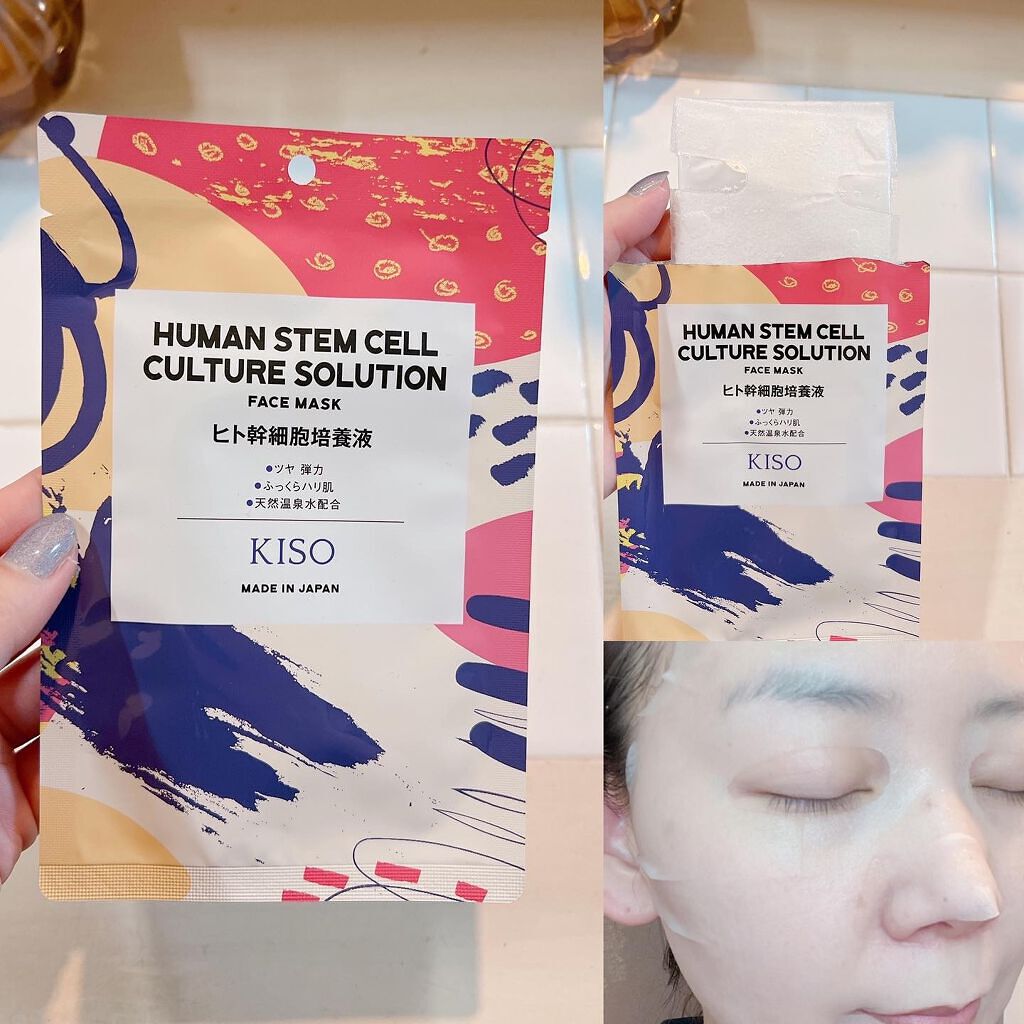 HUMAN STEM CELL
CULTURE SOLUTION
FACE MASK
ヒト幹細胞培養液
●ツヤ 弾力
●ふっくらハリ肌
●天然温泉水配合
KISO
MADE IN JAPAN
HUMAN STEM CELL
CULTURE SOLUTION
FACE MASK
ヒト幹細胞培養液
●ツヤ 弾力
●ふっくらハリ肌
●天然温泉水配合
KISO
MADE IN JAPAN